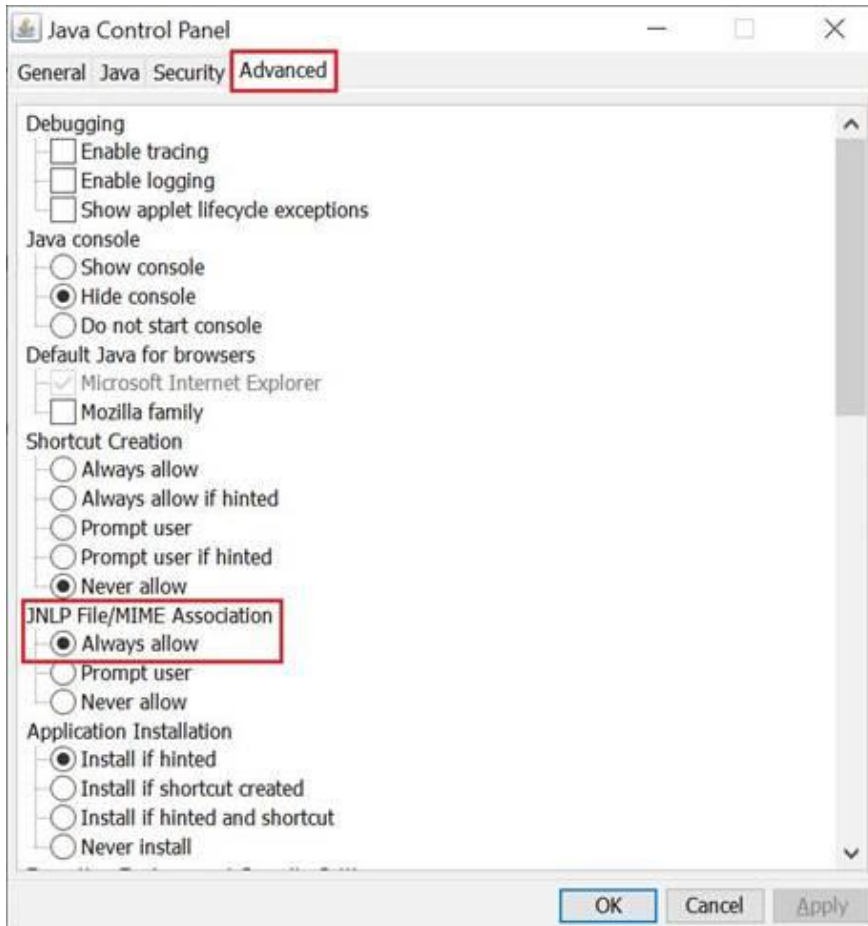 Java Control Panel
General Java Security Advanced
Debugging
Enable tracing
Enable logging
Show applet lifecycle exceptions
Java console
Show console
Hide console
Do not start console
Default Java for browsers
Microsoft Internet Explorer
Mozilla family
Shortcut Creation
Always allow
Always allow if hinted
Prompt user
Prompt user if hinted
Never allow
JNLP File/MIME Association
Always allow
Prompt user
Never allow
Application Installation
Install if hinted
Install if shortcut created
Install if hinted and shortcut
Never install
OK Cancel Apply